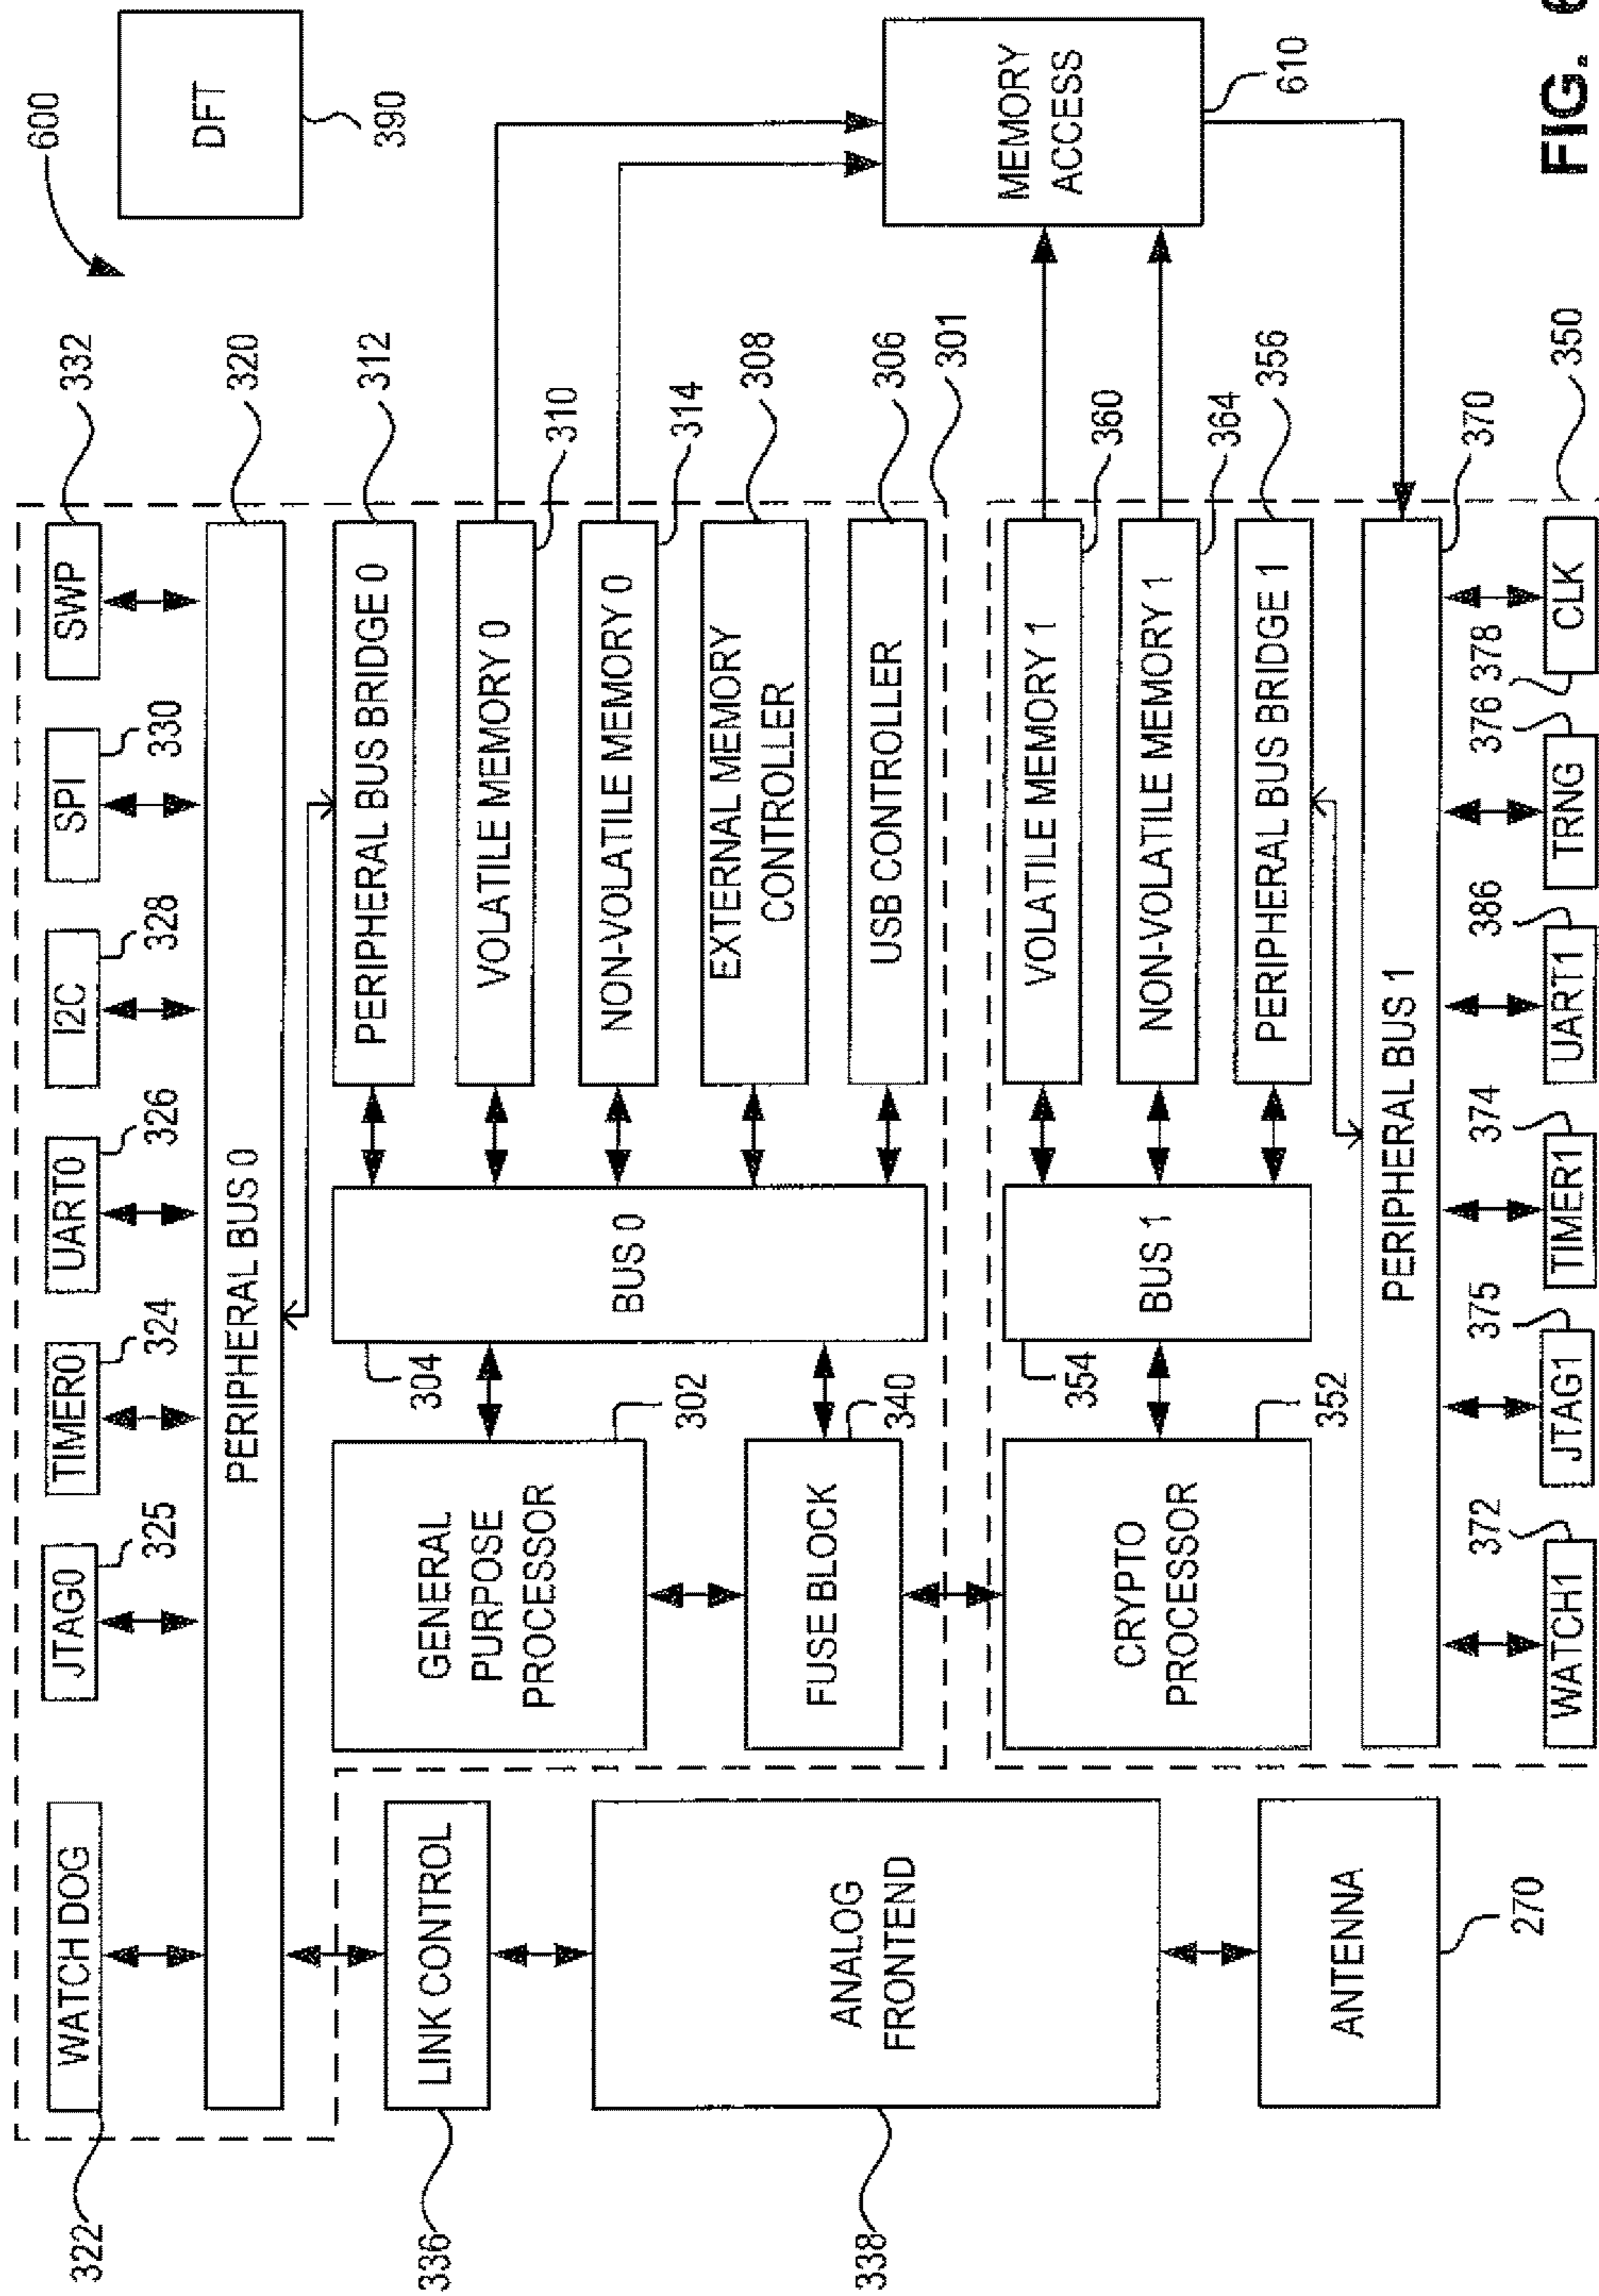 600
DFT
390
322
332
320
312
310
314
308
306
301
WATCH DOG
JTAG0
325
TIMER0
324
UART0
326
I2C
328
SPI
330
SWP
PERIPHERAL BUS 0
336
LINK CONTROL
338
ANALOG
FRONTEND
ANTENNA
270
GENERAL
PURPOSE
PROCESSOR
302
FUSE BLOCK
340
304
BUS 0
PERIPHERAL BUS BRIDGE 0
VOLATILE MEMORY 0
NON-VOLATILE MEMORY 0
EXTERNAL MEMORY
CONTROLLER
USB CONTROLLER
MEMORY
ACCESS
610
CRYPTO
PROCESSOR
352
354
BUS 1
VOLATILE MEMORY 1
360
NON-VOLATILE MEMORY 1
364
PERIPHERAL BUS BRIDGE 1
356
PERIPHERAL BUS 1
370
350
372
WATCH1
375
JTAG1
374
TIMER1
386
UART1
376
TRNG
378
CLK
FIG.